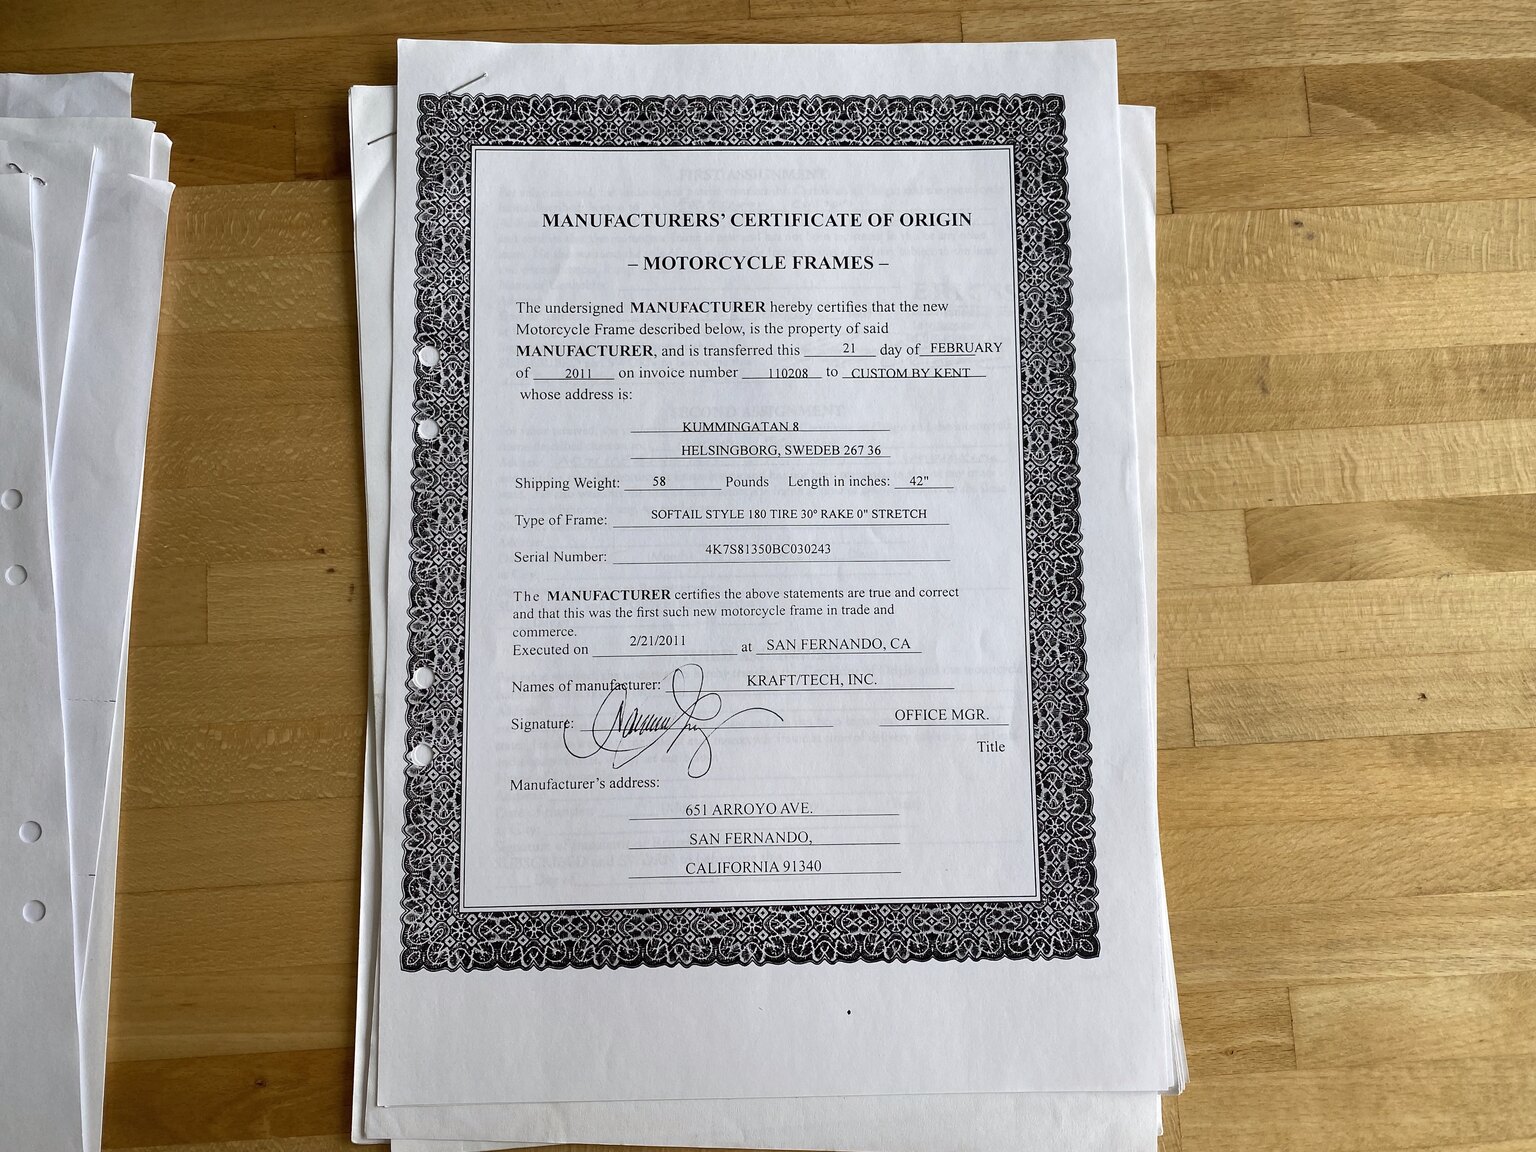 MANUFACTURERS' CERTIFICATE OF ORIGIN
– MOTORCYCLE FRAMES –
The undersigned MANUFACTURER hereby certifies that the new
Motorcycle Frame described below, is the property of said
MANUFACTURER, and is transferred this 21 day of FEBRUARY
of 2011 on invoice number 110208 to CUSTOM BY KENT
whose address is:
KUMMINGATAN 8
HELSINGBORG, SWEDEB 267 36
Shipping Weight: 58 Pounds Length in inches: 42"
Type of Frame: SOFTAIL STYLE 180 TIRE 30º RAKE 0" STRETCH
Serial Number: 4K7S81350BC030243
The MANUFACTURER certifies the above statements are true and correct
and that this was the first such new motorcycle frame in trade and
commerce.
Executed on 2/21/2011 at SAN FERNANDO, CA
Names of manufacturer: KRAFT/TECH, INC.
Signature: OFFICE MGR.
Title
Manufacturer's address:
651 ARROYO AVE.
SAN FERNANDO,
CALIFORNIA 91340